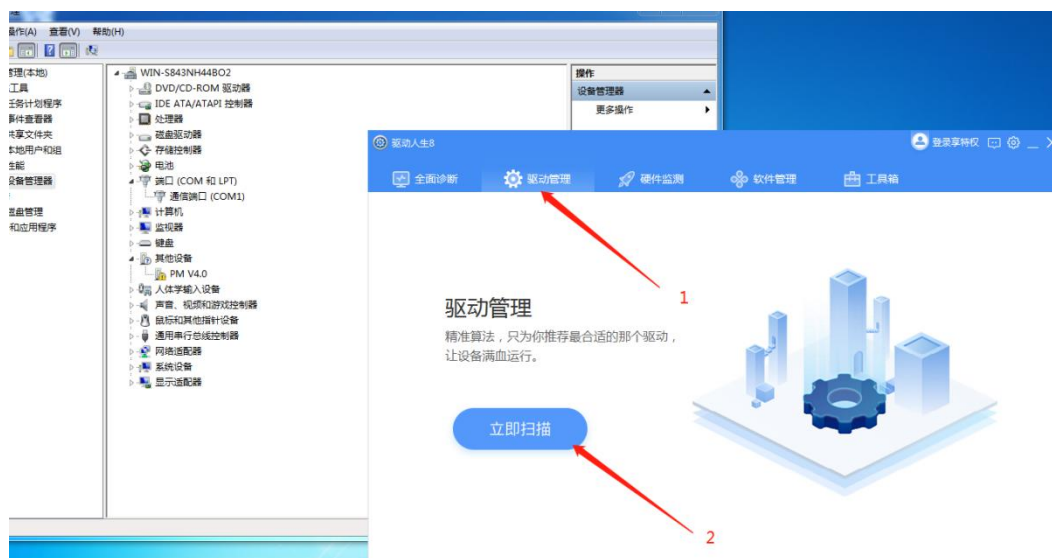 操作(A) 查看(V) 帮助(H)
管理(本地)
工具
任务计划程序
事件查看器
共享文件夹
本地用户和组
性能
设备管理器
磁盘管理
和应用程序
WIN-S843NH44BO2
DVD/CD-ROM 驱动器
IDE ATA/ATAPI 控制器
处理器
磁盘驱动器
存储控制器
电池
端口 (COM 和 LPT)
通信端口 (COM1)
计算机
监视器
键盘
其他设备
PM V4.0
人体学输入设备
声音、视频和游戏控制器
鼠标和其他指针设备
通用串行总线控制器
网络适配器
系统设备
显示适配器
操作
设备管理器
更多操作
驱动人生8
登录享特权
全面诊断 驱动管理 硬件监测 软件管理 工具箱
1
驱动管理
精准算法，只为你推荐最合适的那个驱动，
让设备满血运行。
立即扫描
2